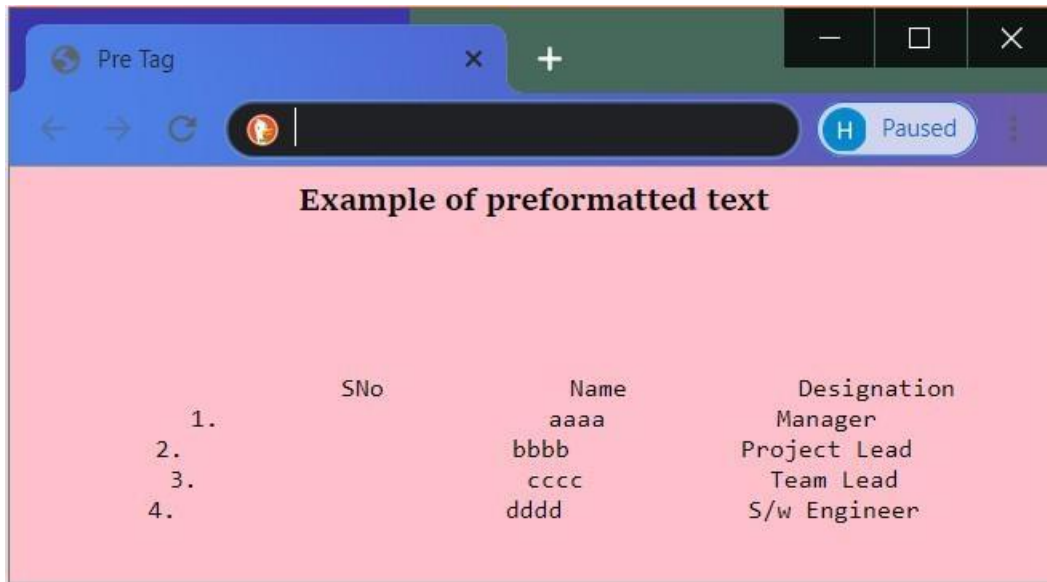 Pre Tag
H Paused
Example of preformatted text
SNo Name Designation
1. aaaa Manager
2. bbbb Project Lead
3. cccc Team Lead
4. dddd S/w Engineer